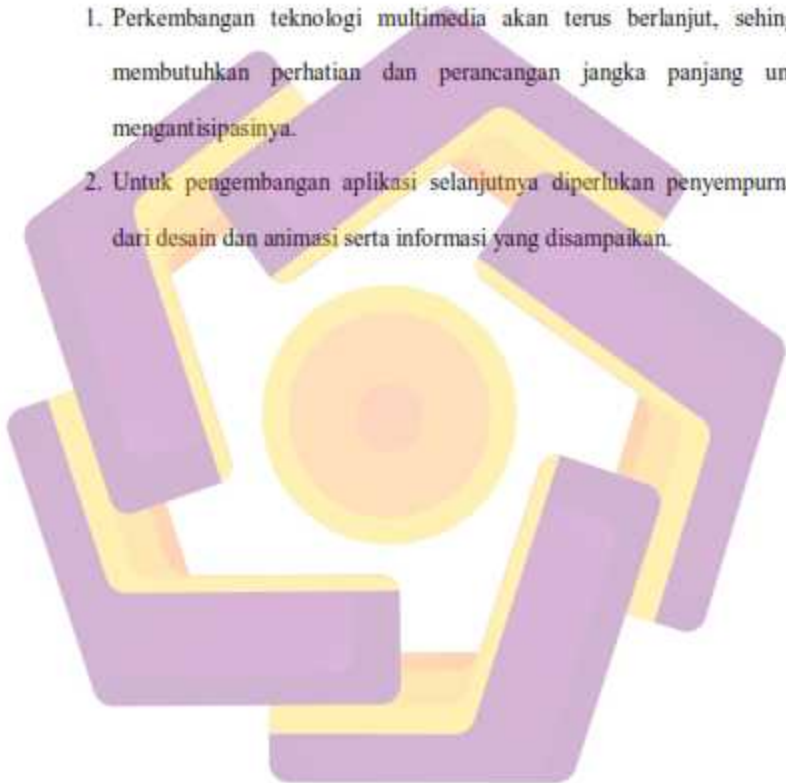 1. Perkembangan teknologi multimedia akan terus berlanjut, sehing
membutuhkan perhatian dan perancangan jangka panjang un
mengantisipasinya.
2. Untuk pengembangan aplikasi selanjutnya diperlukan penyempurn
dari desain dan animasi serta informasi yang disampaikan.